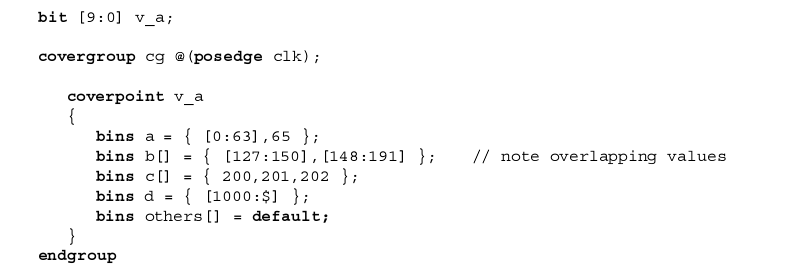 bit [9:0] v_a;
covergroup cg @(posedge clk);
coverpoint v_a
{
bins a = { [0:63],65 };
bins b[] = { [127:150],[148:191] }; // note overlapping values
bins c[] = { 200,201,202 };
bins d = { [1000:$] };
bins others[] = default;
}
endgroup